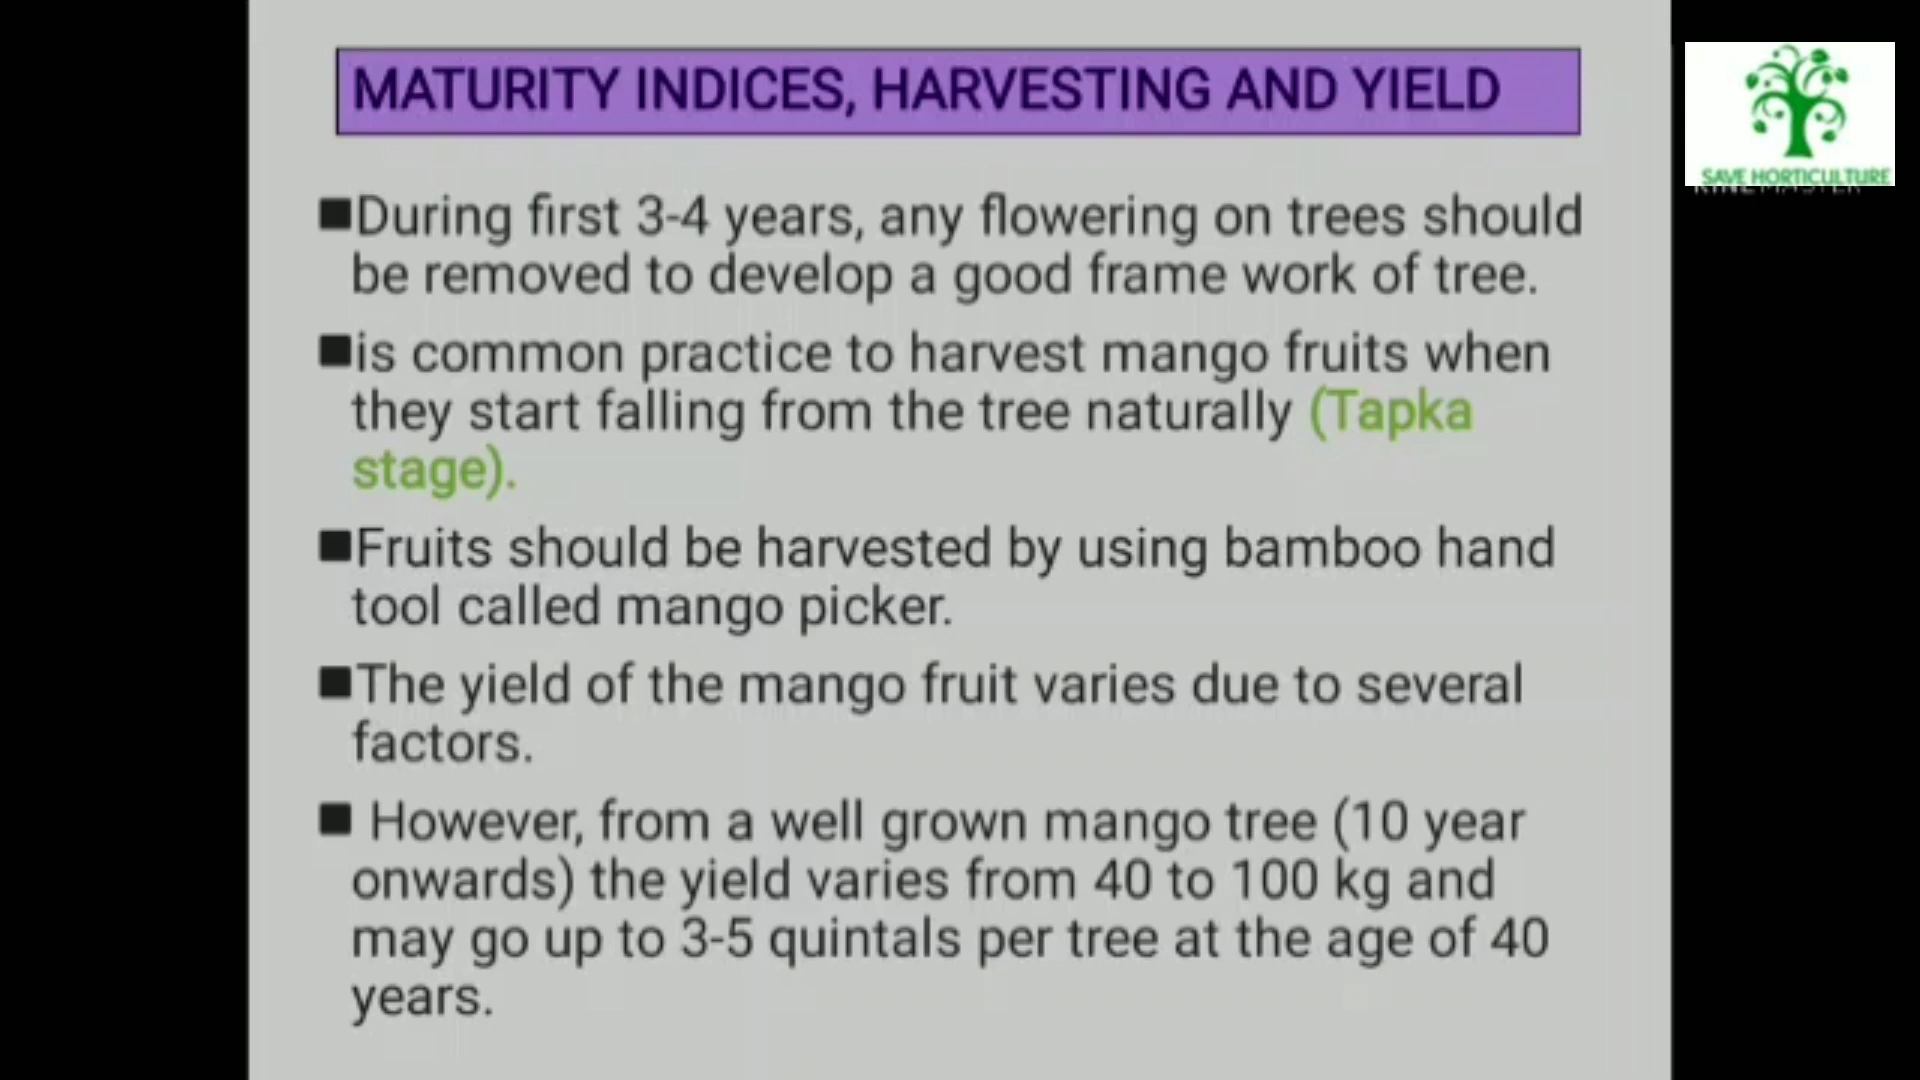 MATURITY INDICES, HARVESTING AND YIELD
SAVE HORTICULTURE
■During first 3-4 years, any flowering on trees should
be removed to develop a good frame work of tree.
■is common practice to harvest mango fruits when
they start falling from the tree naturally (Tapka
stage).
■Fruits should be harvested by using bamboo hand
tool called mango picker.
■The yield of the mango fruit varies due to several
factors.
■ However, from a well grown mango tree (10 year
onwards) the yield varies from 40 to 100 kg and
may go up to 3-5 quintals per tree at the age of 40
years.